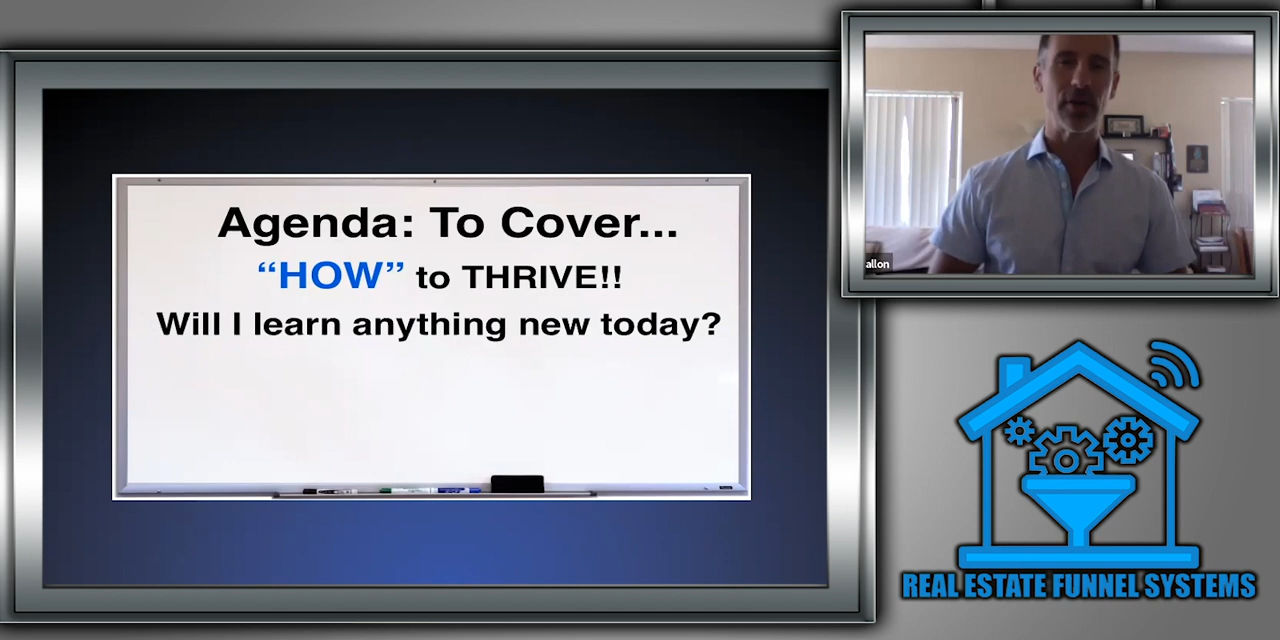 Agenda: To Cover...
“HOW” to THRIVE!!
Will I learn anything new today?
allon
REAL ESTATE FUNNEL SYSTEMS